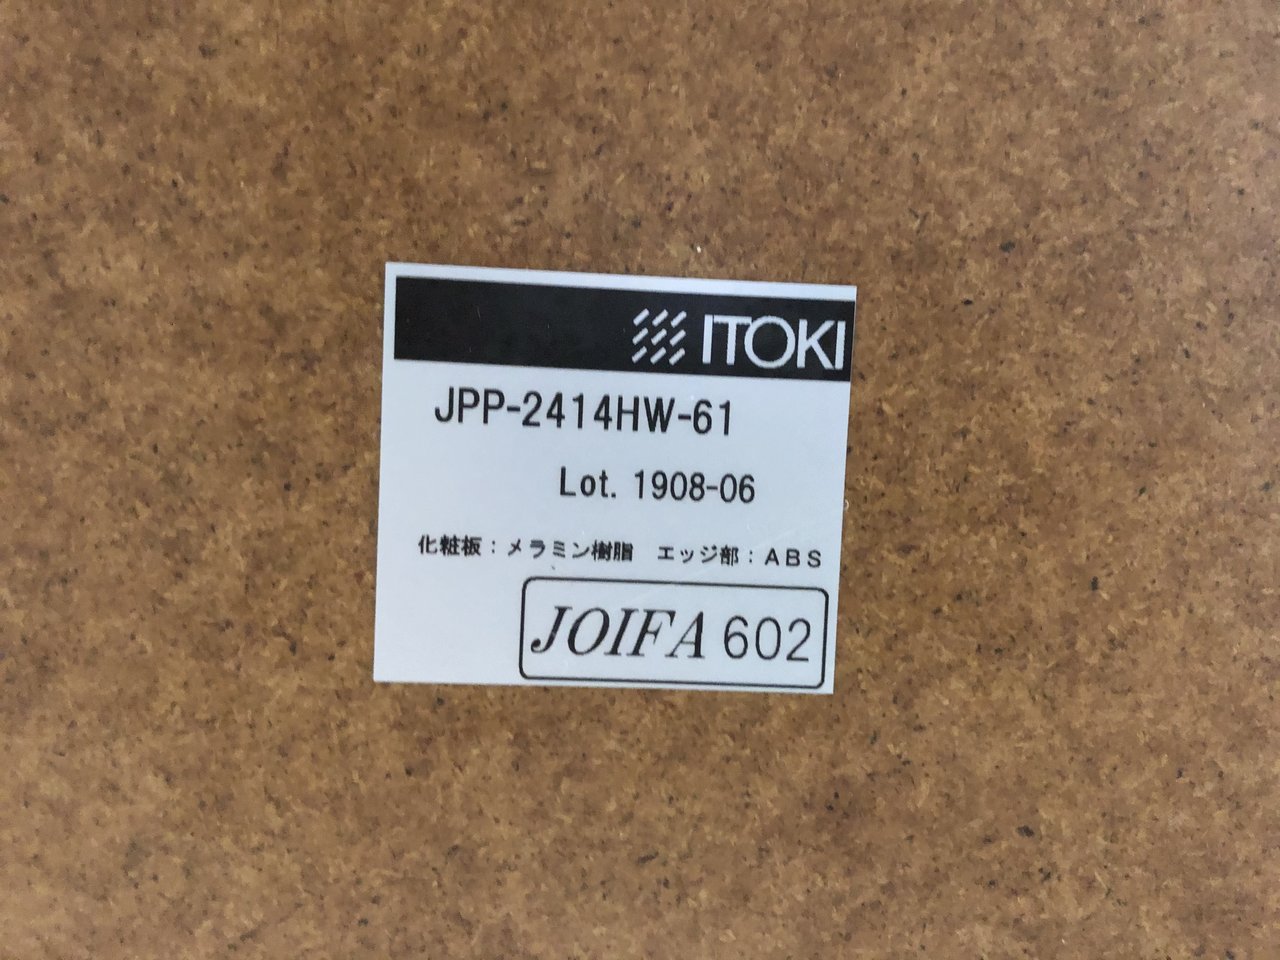 ITOKI
JPP-2414HW-61
Lot. 1908-06
化粧板：メラミン樹脂　エッジ部：ＡＢＳ
JOIFA 602